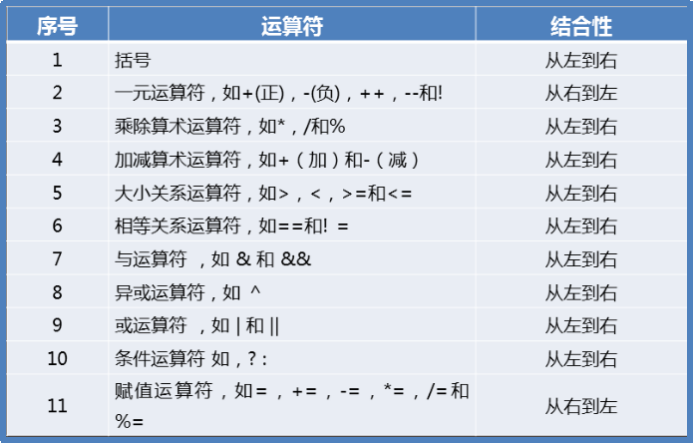 序号 运算符 结合性
1 括号 从左到右
2 一元运算符，如+(正)，-(负)，++，--和! 从右到左
3 乘除算术运算符，如*，/和% 从左到右
4 加减算术运算符，如+（加）和-（减） 从左到右
5 大小关系运算符，如>，<，>=和<= 从左到右
6 相等关系运算符，如==和! = 从左到右
7 与运算符 ，如 & 和 && 从左到右
8 异或运算符，如 ^ 从左到右
9 或运算符 ，如 | 和 || 从左到右
10 条件运算符 如，? : 从左到右
11 赋值运算符，如=，+=，-=，*=，/=和 从右到左
%=